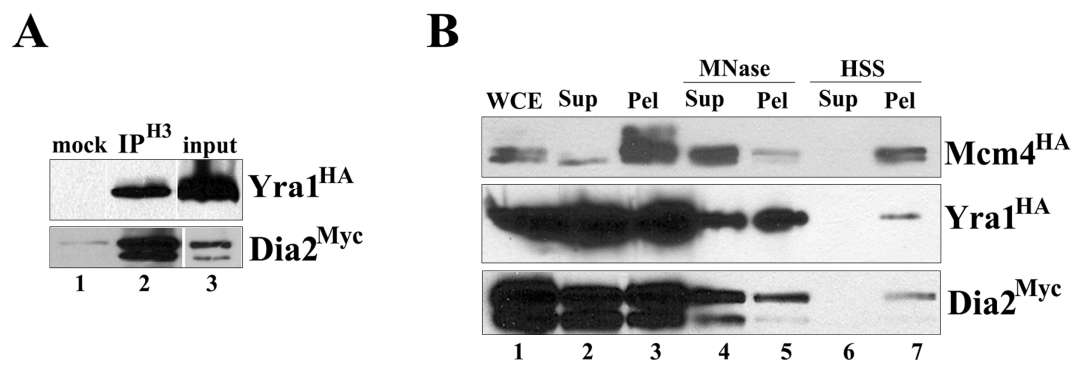 A
mock IP^H3 input
Yra1^HA
Dia2^Myc
1 2 3
B
MNase HSS
WCE Sup Pel Sup Pel Sup Pel
Mcm4^HA
Yra1^HA
Dia2^Myc
1 2 3 4 5 6 7